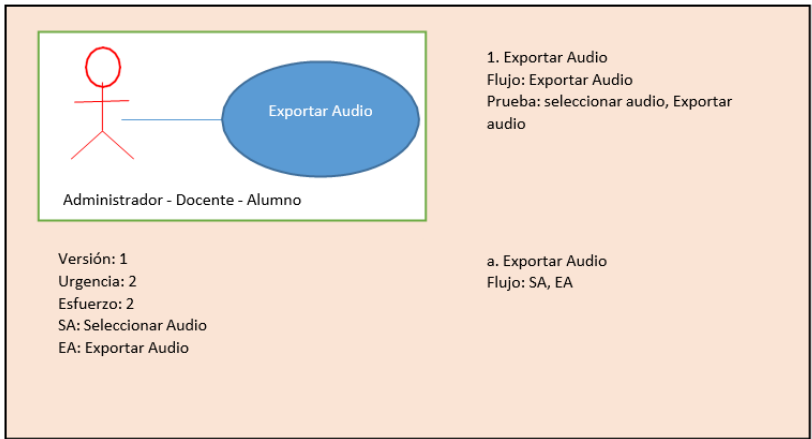 Exportar Audio
Administrador - Docente - Alumno
1. Exportar Audio
Flujo: Exportar Audio
Prueba: seleccionar audio, Exportar
audio
Versión: 1
Urgencia: 2
Esfuerzo: 2
SA: Seleccionar Audio
EA: Exportar Audio
a. Exportar Audio
Flujo: SA, EA